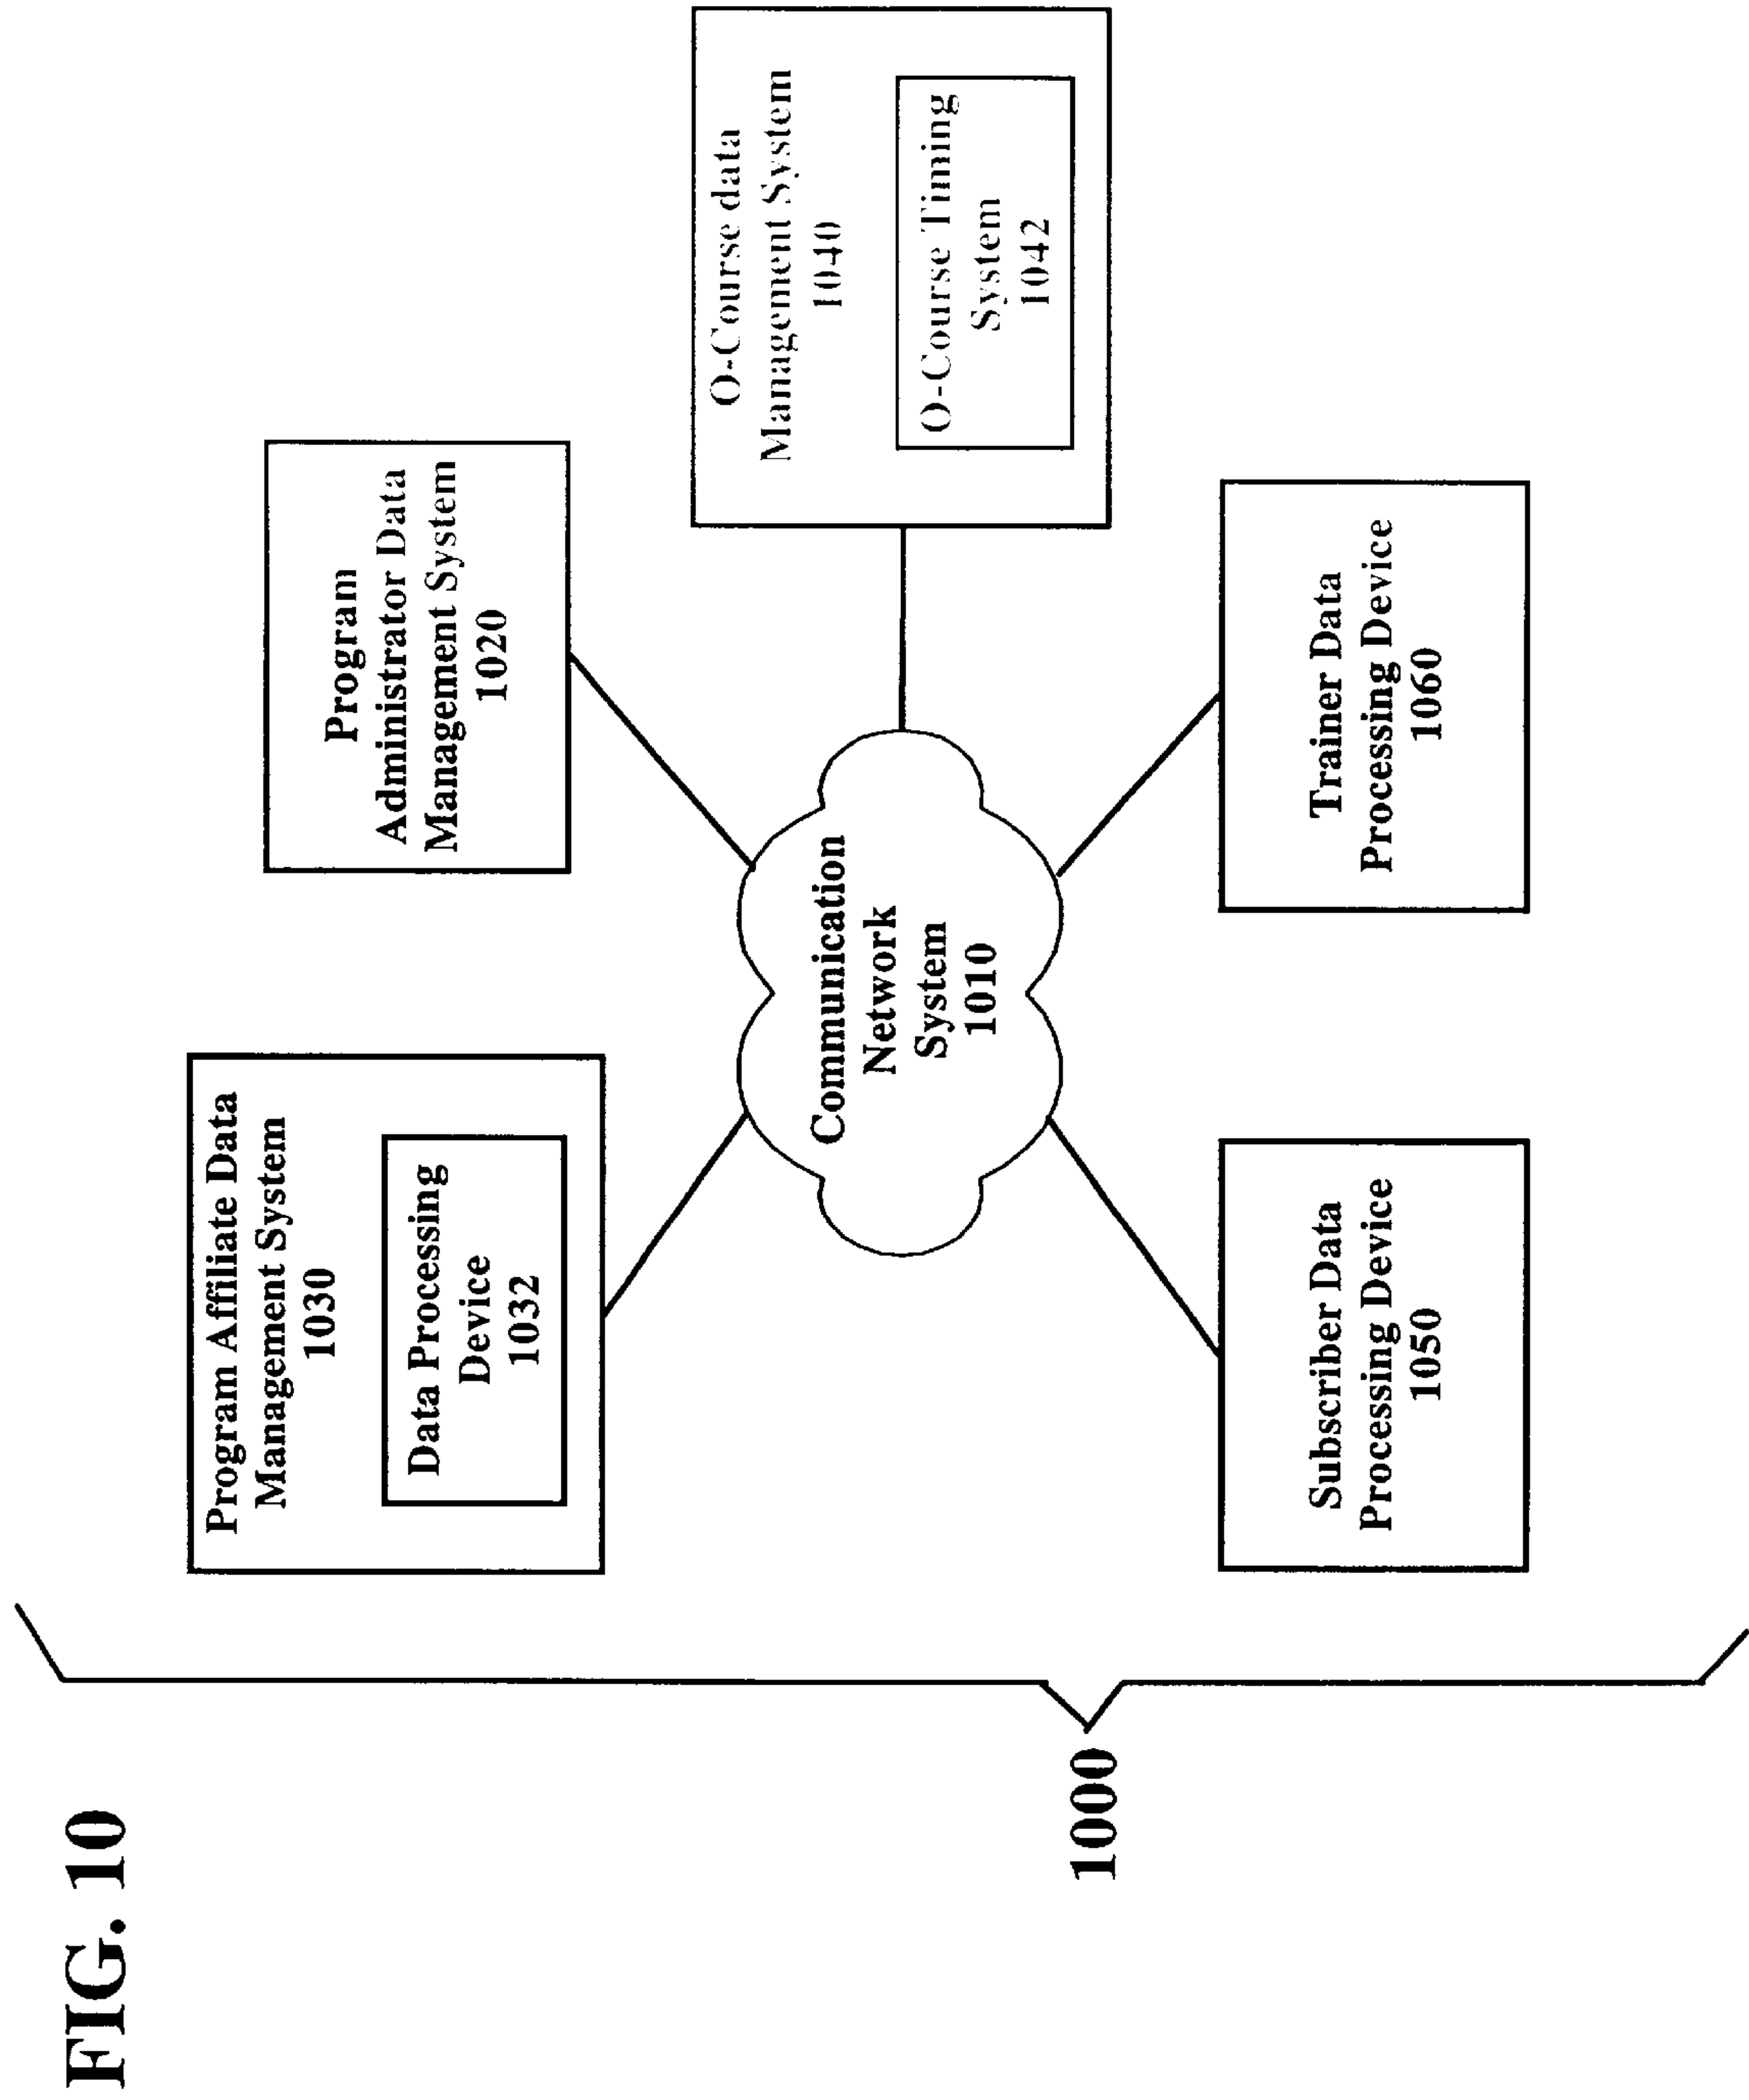 FIG. 10
1000
Program Affiliate Data
Management System
1030
Data Processing
Device
1032
Program
Administrator Data
Management System
1020
O-Course data
Management System
1040
O-Course Timing
System
1042
Communication
Network
System
1010
Subscriber Data
Processing Device
1050
Trainer Data
Processing Device
1060